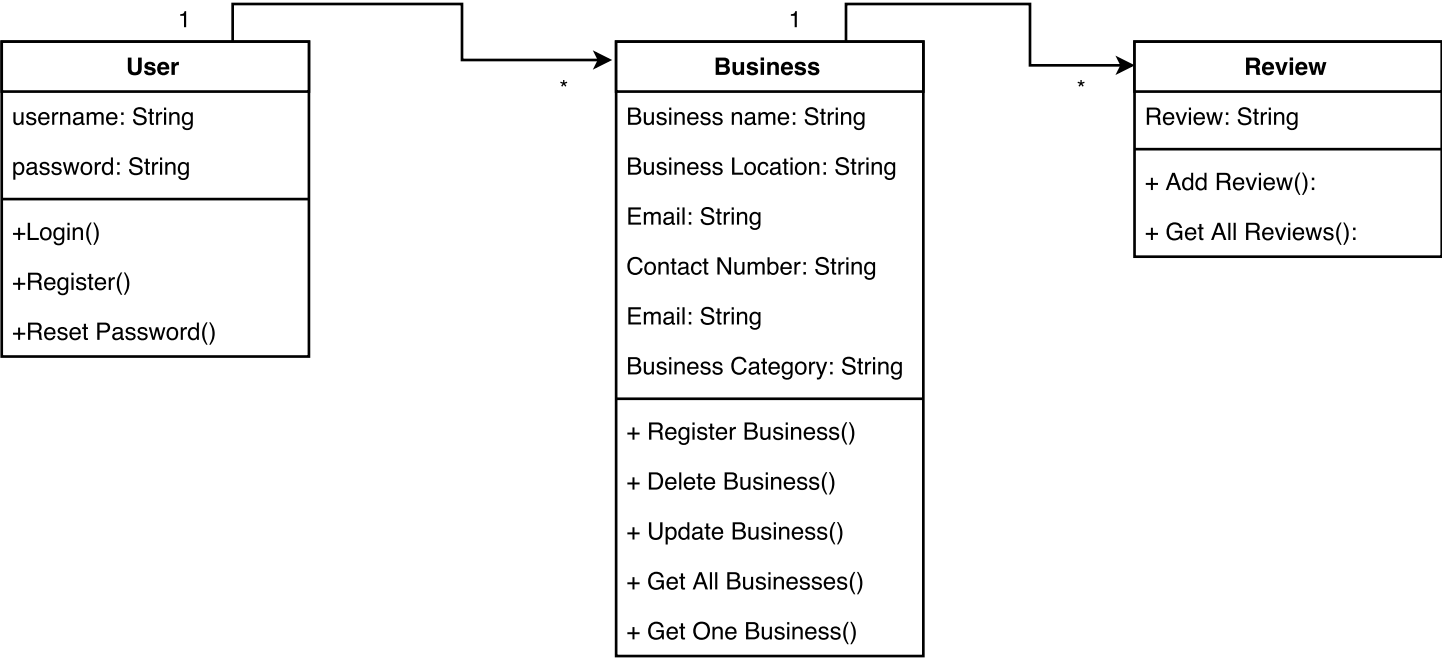 1
User
username: String
password: String
+Login()
+Register()
+Reset Password()
*
1
Business
Business name: String
Business Location: String
Email: String
Contact Number: String
Email: String
Business Category: String
+ Register Business()
+ Delete Business()
+ Update Business()
+ Get All Businesses()
+ Get One Business()
*
Review
Review: String
+ Add Review():
+ Get All Reviews():